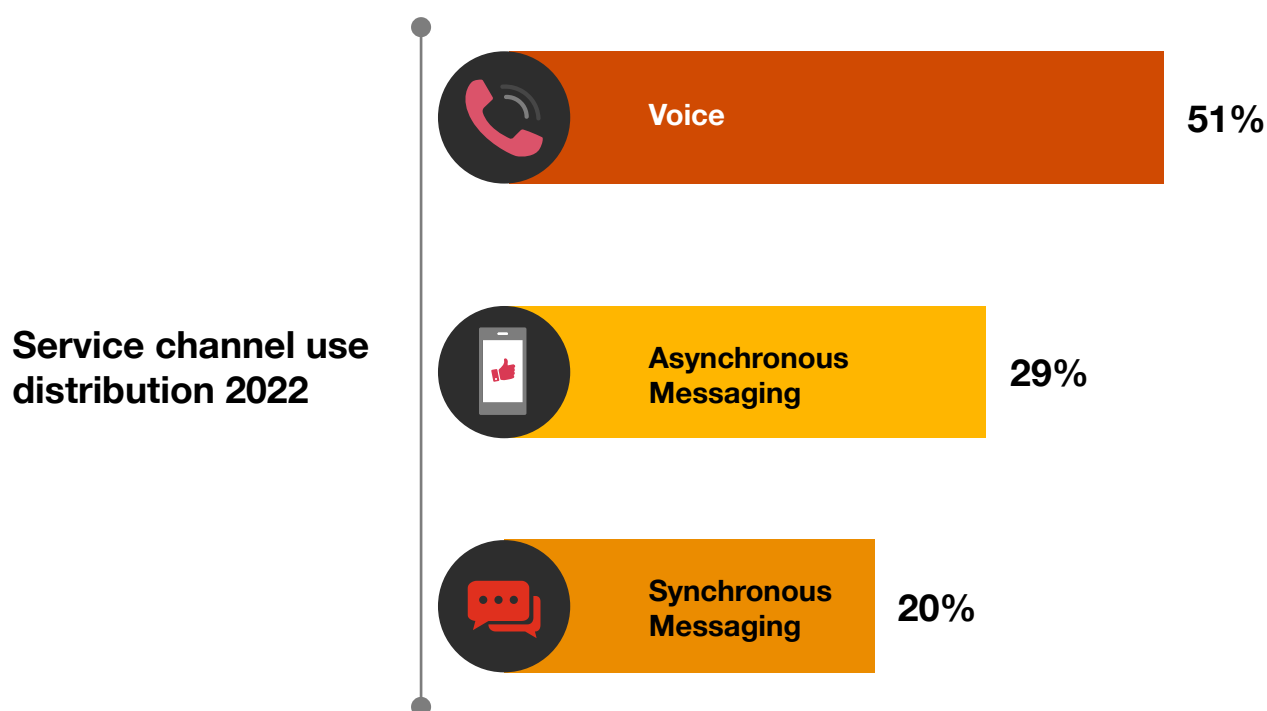 Service channel use
distribution 2022
Voice
51%
Asynchronous
Messaging
29%
Synchronous
Messaging
20%